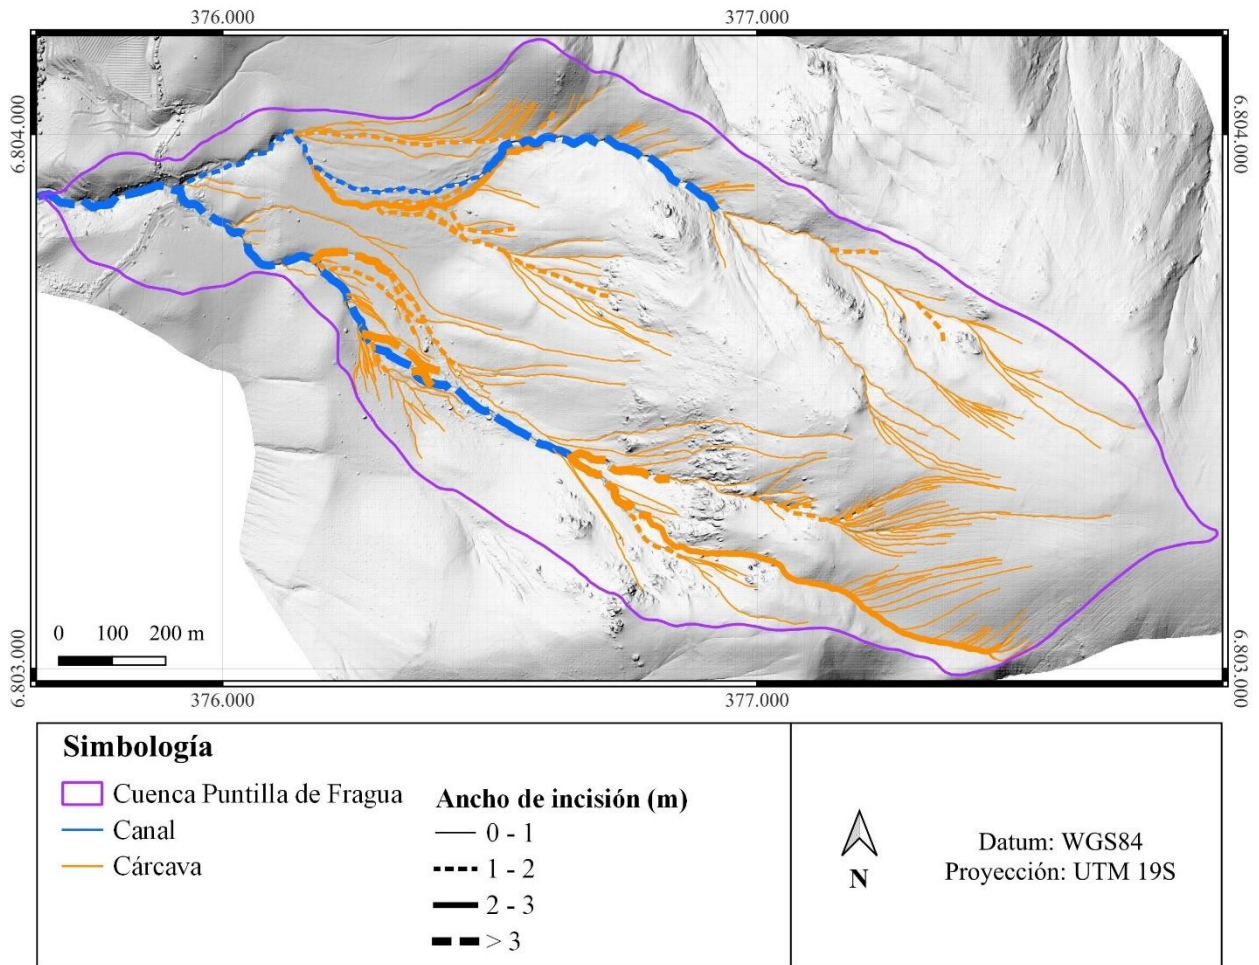 376.000 377.000
6.804.000 6.804.000
0 100 200 m
6.803.000 6.803.000
376.000 377.000
Simbología
Cuenca Puntilla de Fragua
Canal
Cárcava
Ancho de incisión (m)
0 - 1
1 - 2
2 - 3
> 3
N
Datum: WGS84
Proyección: UTM 19S